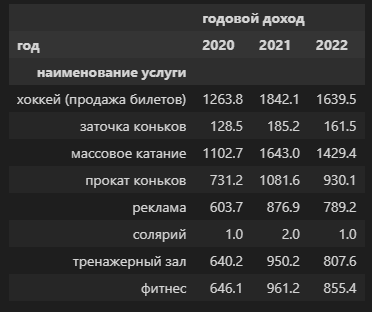 годовой доход
год 2020 2021 2022
наименование услуги
хоккей (продажа билетов) 1263.8 1842.1 1639.5
заточка коньков 128.5 185.2 161.5
массовое катание 1102.7 1643.0 1429.4
прокат коньков 731.2 1081.6 930.1
реклама 603.7 876.9 789.2
солярий 1.0 2.0 1.0
тренажерный зал 640.2 950.2 807.6
фитнес 646.1 961.2 855.4